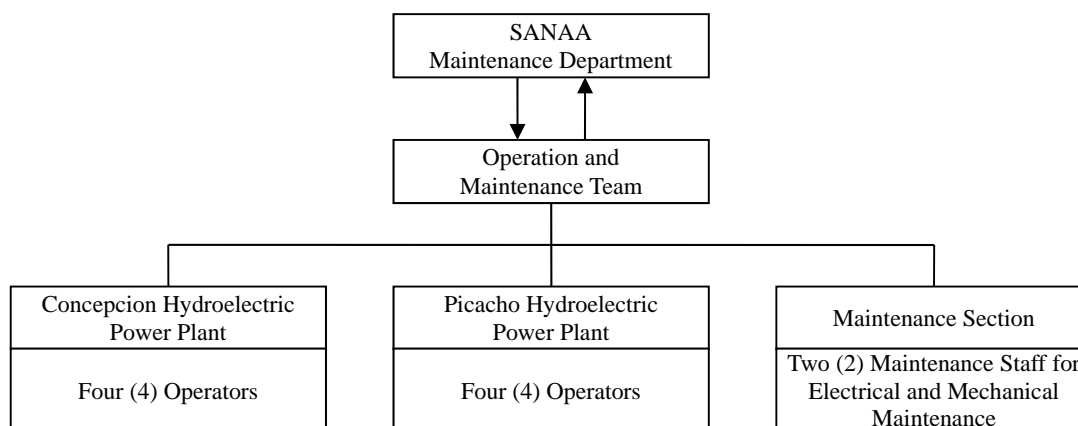 SANAA
Maintenance Department
Operation and
Maintenance Team
Concepcion Hydroelectric
Power Plant
Four (4) Operators
Picacho Hydroelectric
Power Plant
Four (4) Operators
Maintenance Section
Two (2) Maintenance Staff for
Electrical and Mechanical
Maintenance